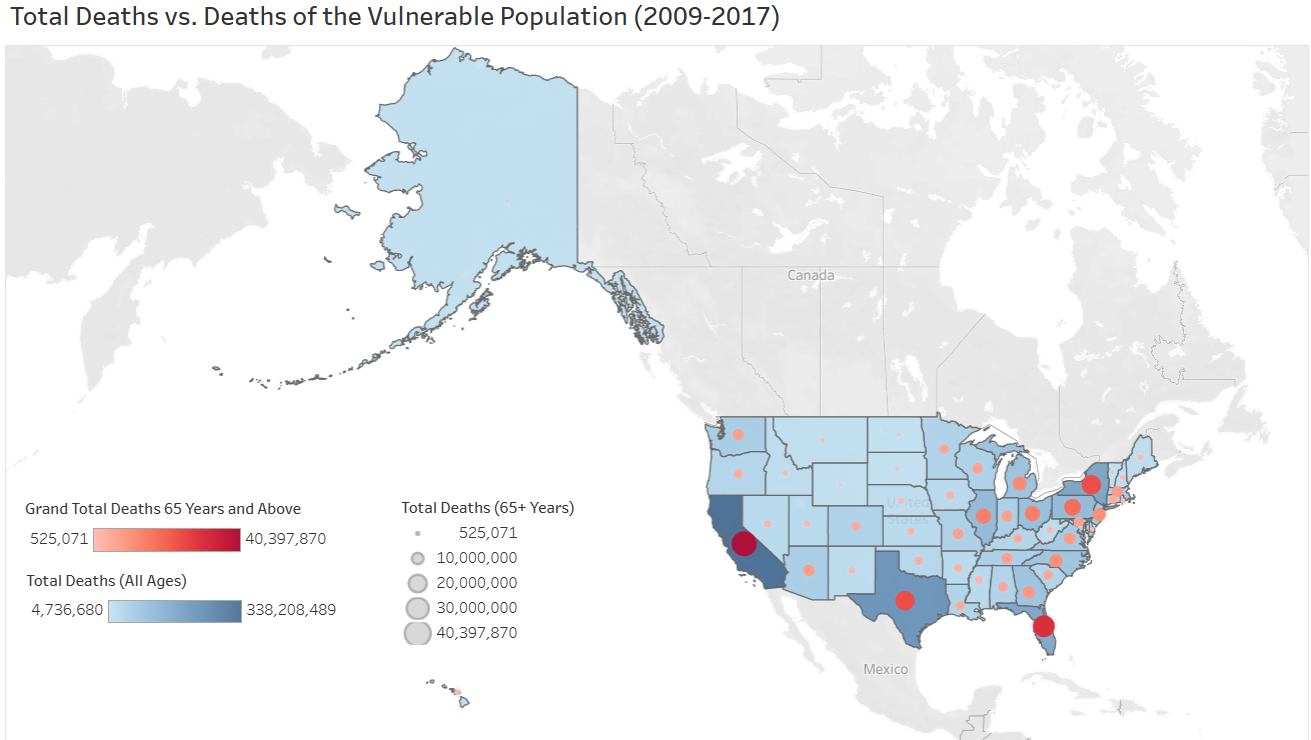 Total Deaths vs. Deaths of the Vulnerable Population (2009-2017)
Canada
United
States
Grand Total Deaths 65 Years and Above
525,071 40,397,870
Total Deaths (All Ages)
4,736,680 338,208,489
Total Deaths (65+ Years)
525,071
10,000,000
20,000,000
30,000,000
40,397,870
Mexico